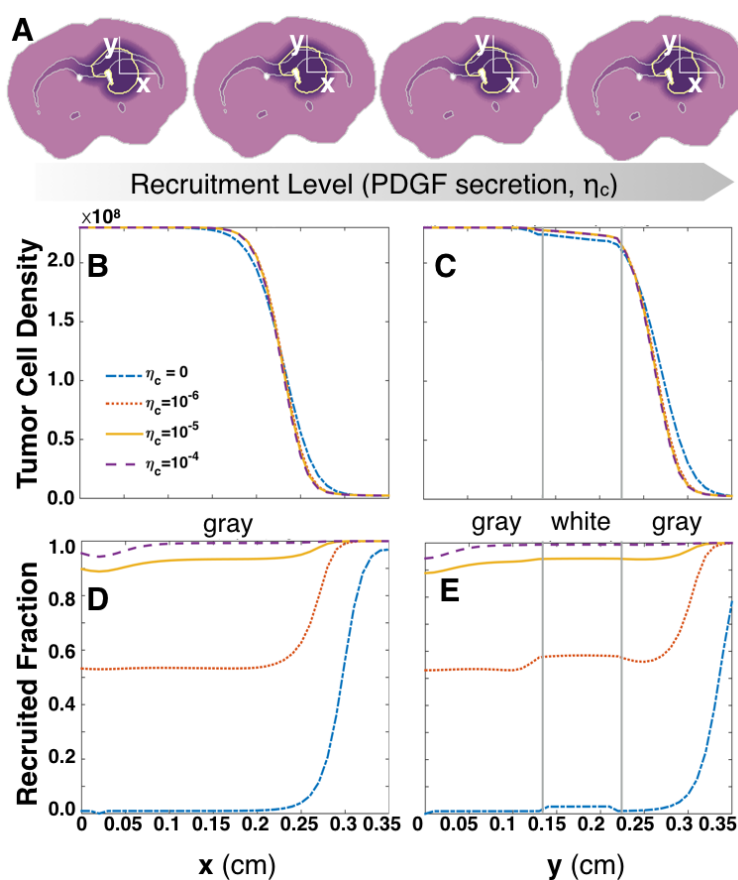 A
y x y x y x y x
Recruitment Level (PDGF secretion, ηc)
×10⁸
Tumor Cell Density
2.0
1.5
1.0
0.5
0.0
B
ηc = 0
ηc=10-6
ηc=10-5
ηc=10-4
C
gray
gray white gray
Recruited Fraction
1.0
0.8
0.6
0.4
0.2
0.0
D
E
0 0.05 0.1 0.15 0.2 0.25 0.3 0.35
0 0.05 0.1 0.15 0.2 0.25 0.3 0.35
x (cm)
y (cm)